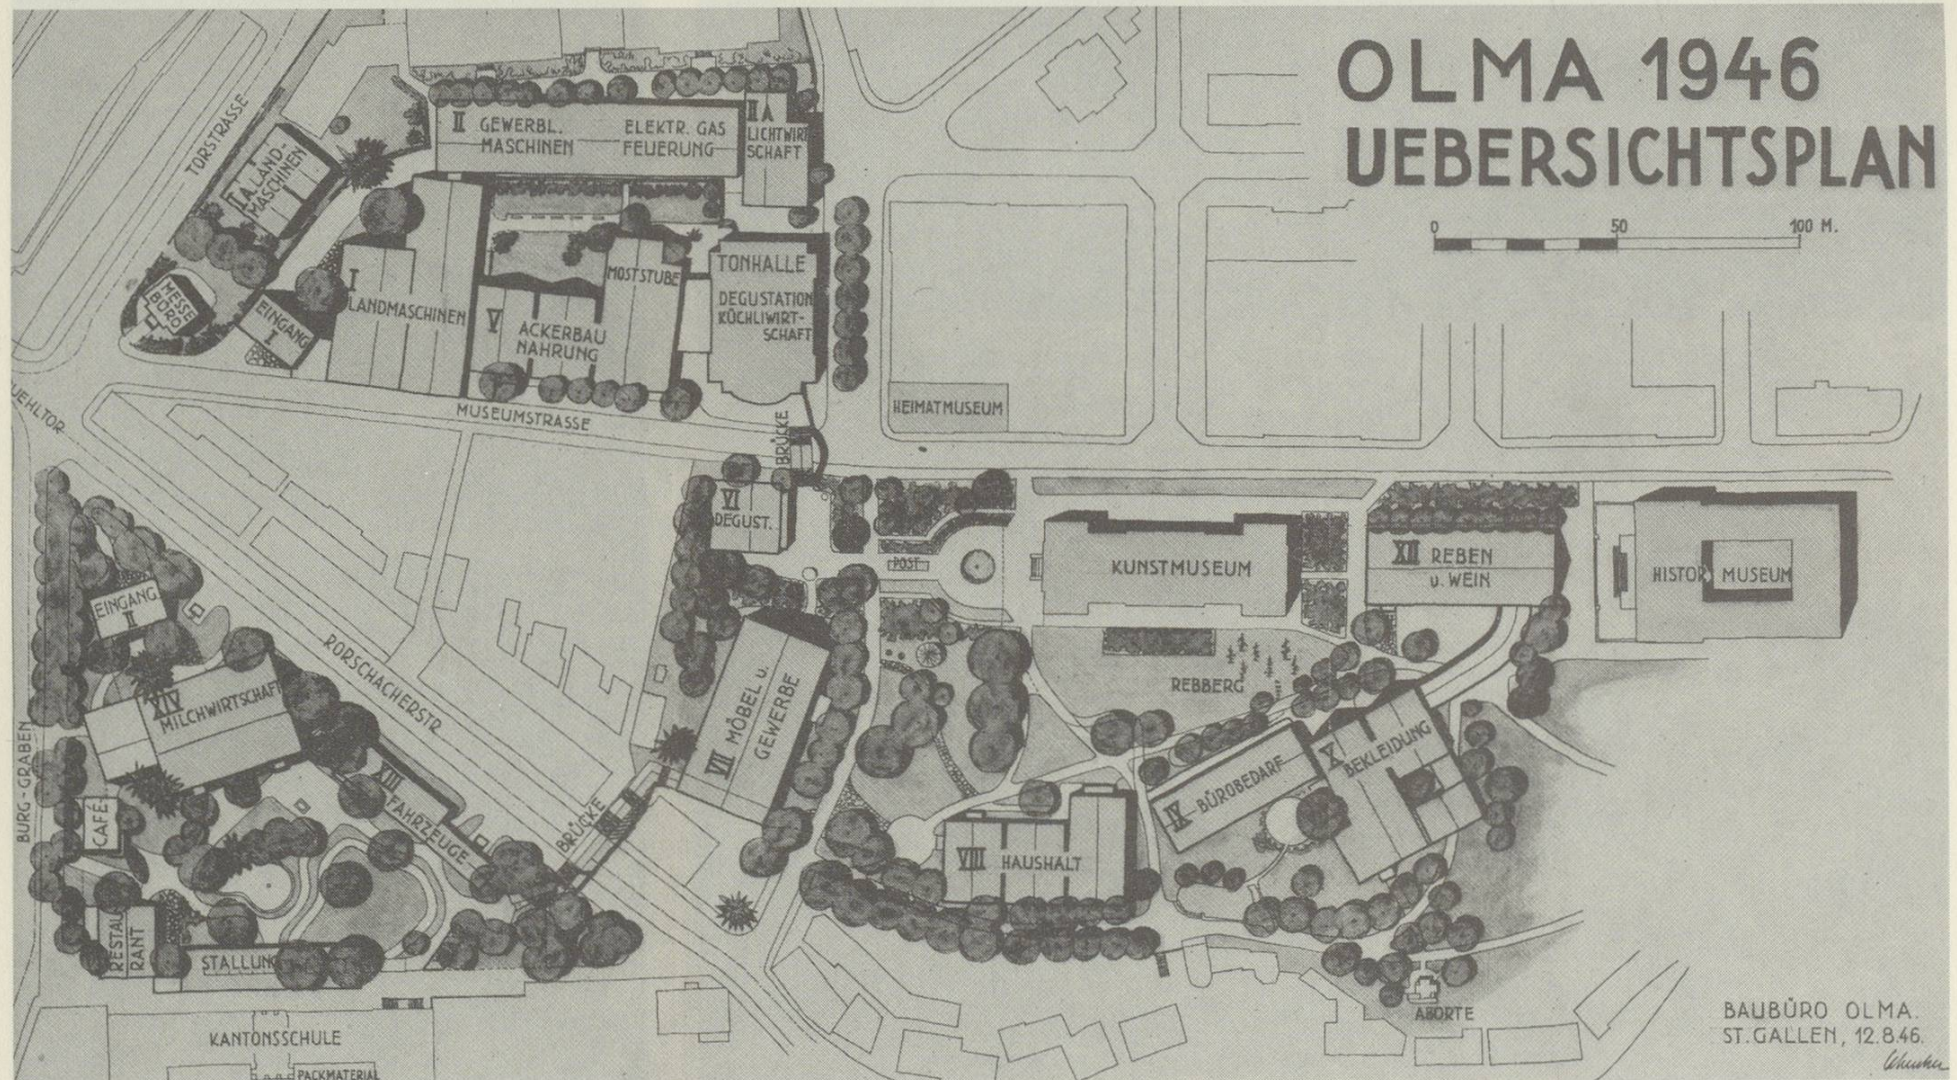 OLMA 1946
UEBERSICHTSPLAN
0 50 100 M.
TORSTRASSE
II GEWERBL.
MASCHINEN
ELEKTR. GAS
FEUERUNG
II A
LICHTWIRT
SCHAFT
I A. LAND-
MASCHINEN
MESSE
BÜRO
EINGANG
I
I
LANDMASCHINEN
V
ACKERBAU
NAHRUNG
MOSTSTUBE
TONHALLE
DEGUSTATION
KÜCHLIWIRT-
SCHAFT
MUSEUMSTRASSE
BRÜCKE
HEIMATMUSEUM
UEHLTOR
VI
DEGUST.
POST
KUNSTMUSEUM
XII REBEN
u. WEIN
HISTOR. MUSEUM
EINGANG
II
RORSCHACHERSTR
REBBERG
XIV
MILCHWIRTSCHAFT
BURG-GRABEN
VII MÖBEL u.
GEWERBE
XIII
FAHRZEUGE
CAFÉ
BRÜCKE
IX BÜROBEDARF
X
BEKLEIDUNG
VIII HAUSHALT
RESTAU
RANT
STALLUNG
ABORTE
KANTONSSCHULE
PACKMATERIAL
BAUBÜRO OLMA.
ST. GALLEN, 12.8.46.